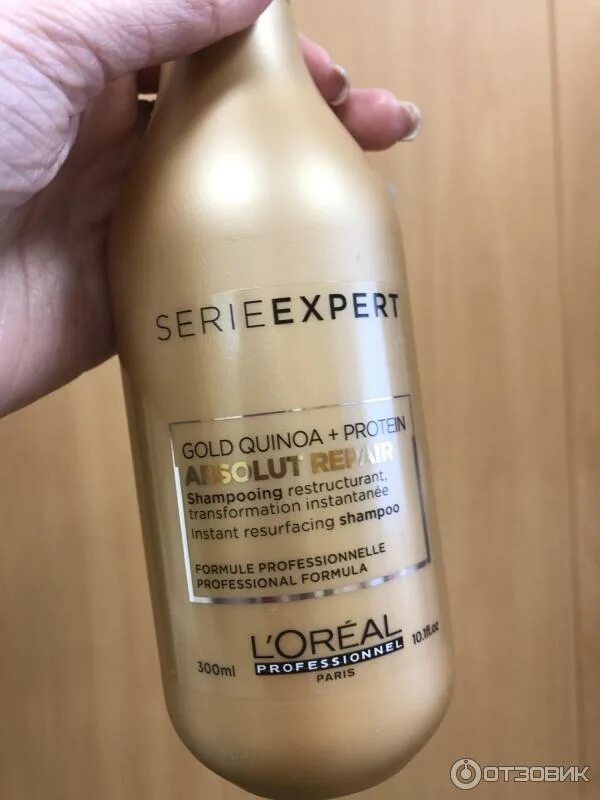 SERIEEXPERT
GOLD QUINOA + PROTEIN
ABSOLUT REPAIR
Shampooing restructurant,
transformation instantanée
Instant resurfacing shampoo
FORMULE PROFESSIONNELLE
PROFESSIONAL FORMULA
L'ORÉAL
PROFESSIONNEL
PARIS
300ml
10.1fl.oz
ОТЗОВИК